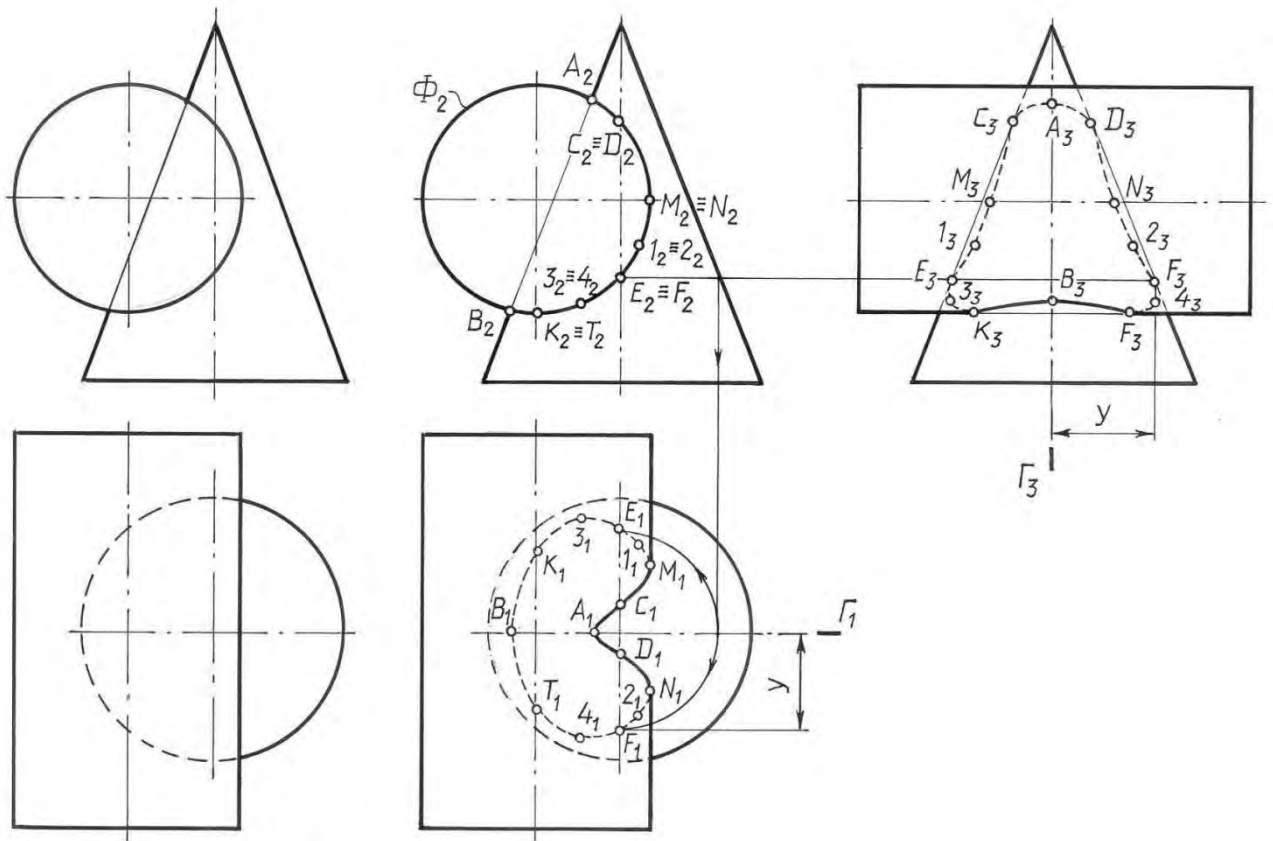 Φ₂
A₂
C₂≡D₂
M₂≡N₂
1₂≡2₂
3₂≡4₂
E₂≡F₂
B₂
K₂≡T₂
C₃
A₃
D₃
M₃
N₃
1₃
2₃
E₃
F₃
3₃
B₃
4₃
K₃
F₃
y
Γ₃
E₁
3₁
1₁
K₁
M₁
B₁
A₁
C₁
Γ₁
D₁
T₁
2₁
N₁
y
4₁
F₁